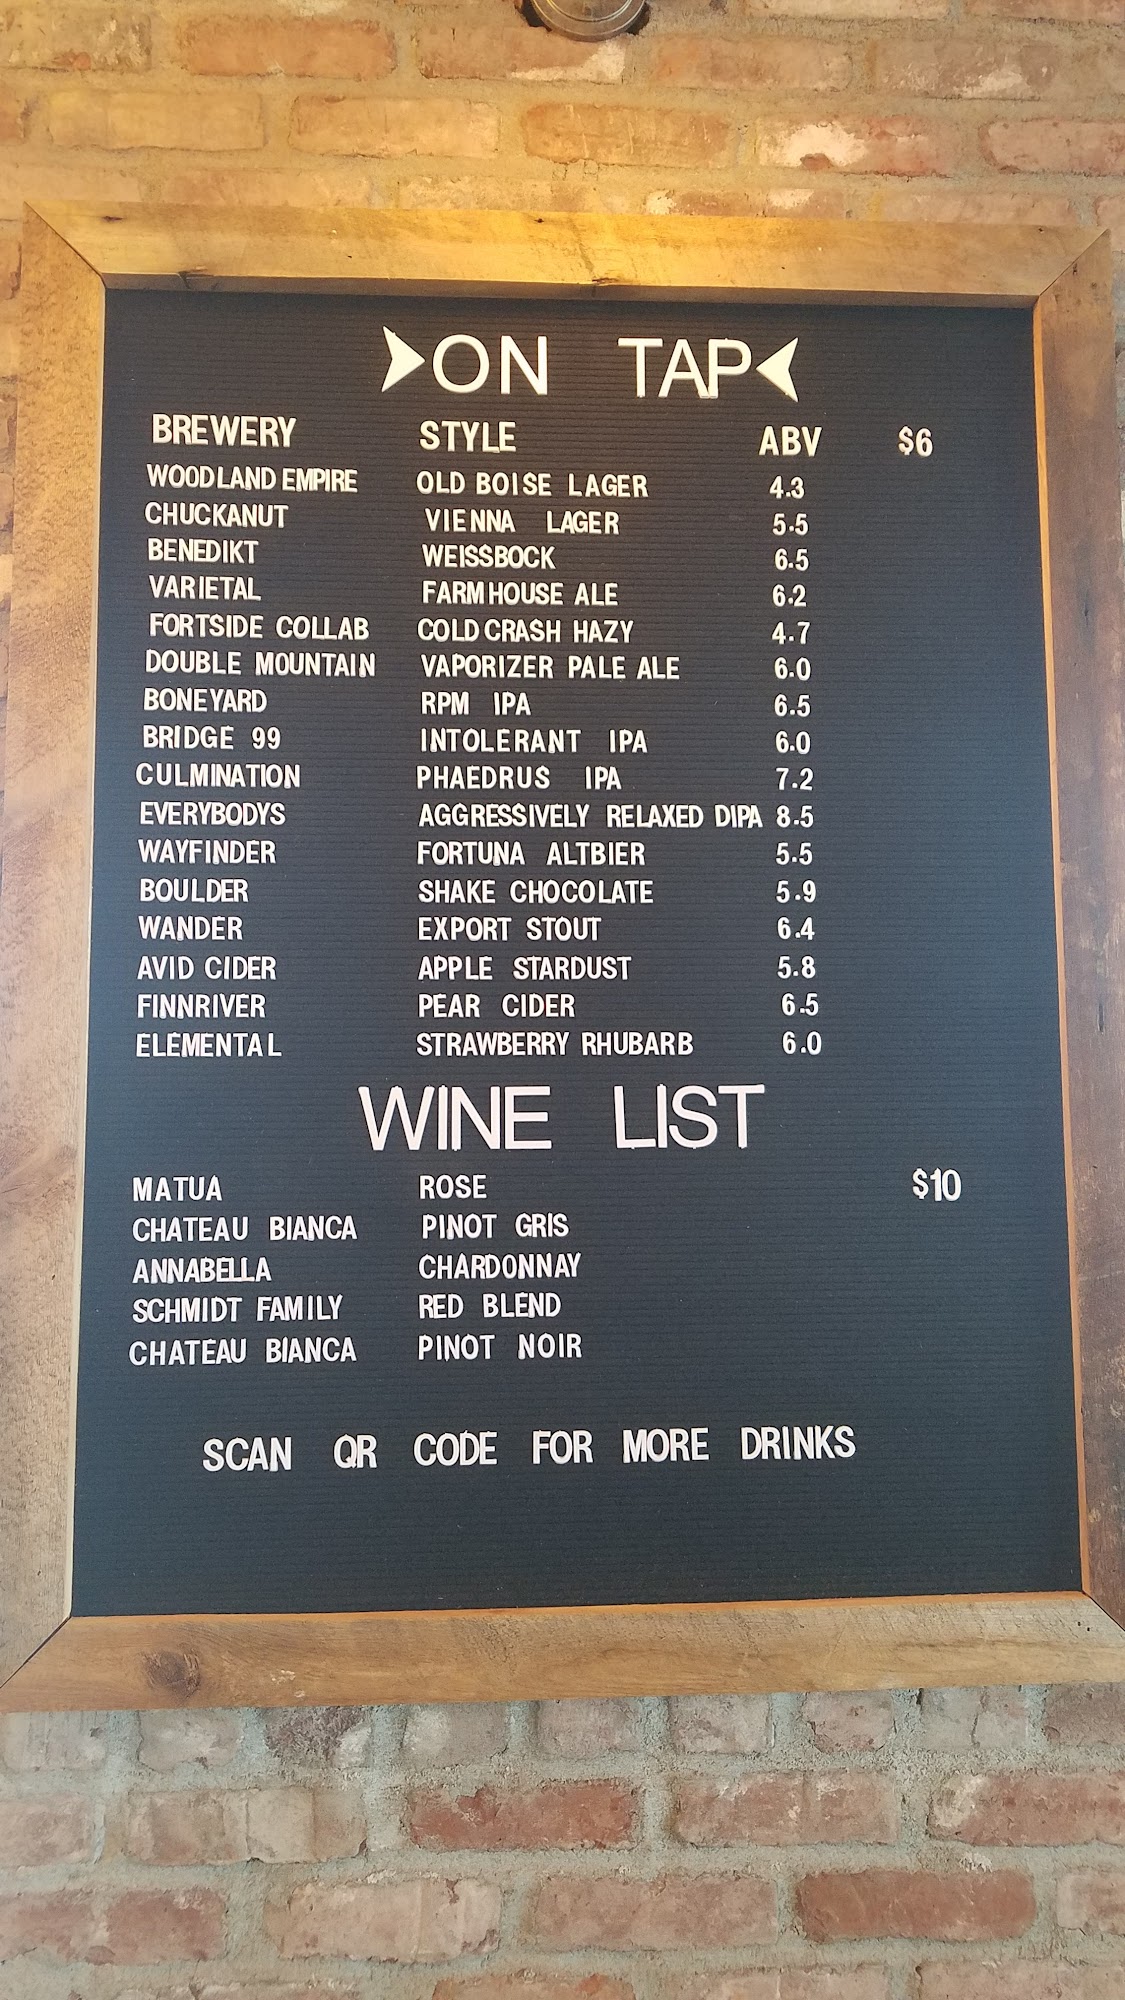 ON TAP
BREWERY STYLE ABV $6
WOODLAND EMPIRE OLD BOISE LAGER 4.3
CHUCKANUT VIENNA LAGER 5.5
BENEDIKT WEISSBOCK 6.5
VARIETAL FARMHOUSE ALE 6.2
FORTSIDE COLLAB COLD CRASH HAZY 4.7
DOUBLE MOUNTAIN VAPORIZER PALE ALE 6.0
BONEYARD RPM IPA 6.5
BRIDGE 99 INTOLERANT IPA 6.0
CULMINATION PHAEDRUS IPA 7.2
EVERYBODYS AGGRESSIVELY RELAXED DIPA 8.5
WAYFINDER FORTUNA ALTBIER 5.5
BOULDER SHAKE CHOCOLATE 5.9
WANDER EXPORT STOUT 6.4
AVID CIDER APPLE STARDUST 5.8
FINNRIVER PEAR CIDER 6.5
ELEMENTAL STRAWBERRY RHUBARB 6.0
WINE LIST
MATUA ROSE $10
CHATEAU BIANCA PINOT GRIS
ANNABELLA CHARDONNAY
SCHMIDT FAMILY RED BLEND
CHATEAU BIANCA PINOT NOIR
SCAN QR CODE FOR MORE DRINKS